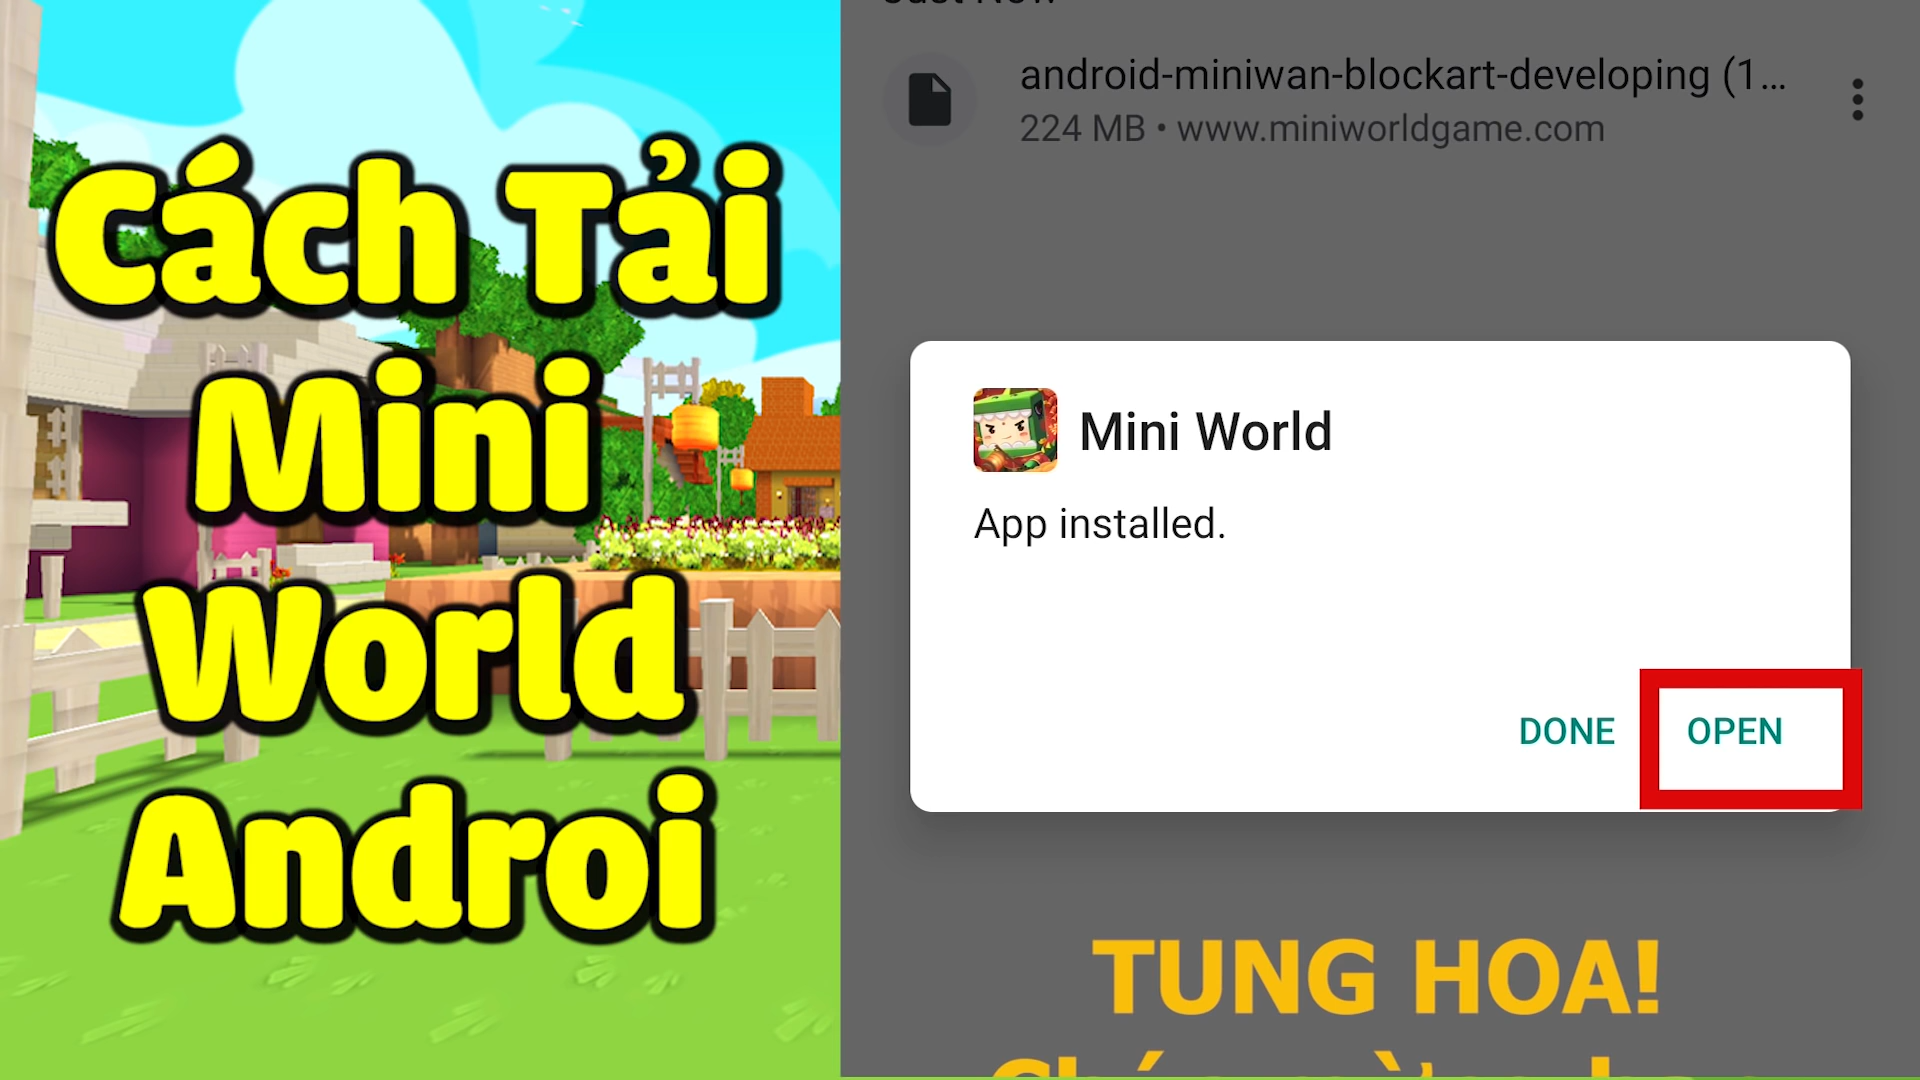 Cách Tải
Mini
World
Androi
android-miniwan-blockart-developing (1...
224 MB • www.miniworldgame.com
Mini World
App installed.
DONE OPEN
TUNG HOA!